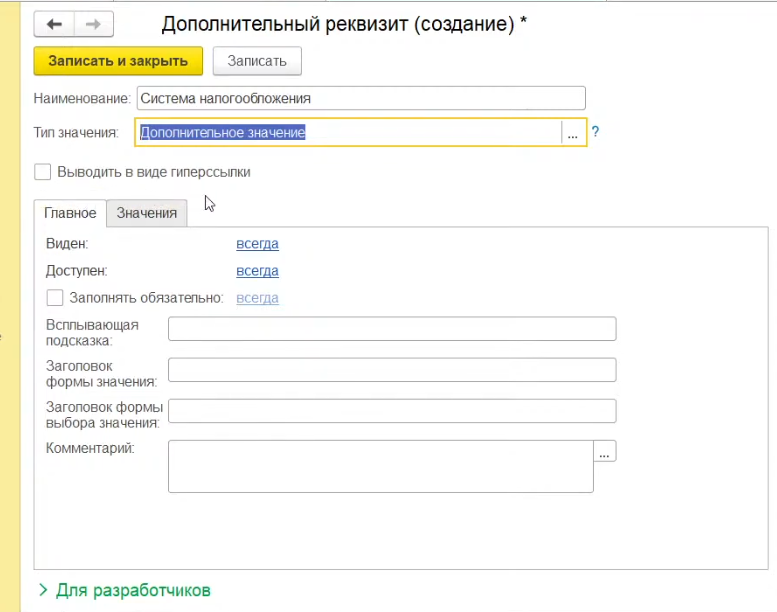 Дополнительный реквизит (создание) *
Записать и закрыть Записать
Наименование: Система налогообложения
Тип значения: Дополнительное значение ... ?
Выводить в виде гиперссылки
Главное Значения
Виден: всегда
Доступен: всегда
Заполнять обязательно: всегда
Всплывающая
подсказка:
Заголовок
формы значения:
Заголовок формы
выбора значения:
Комментарий: ...
Для разработчиков